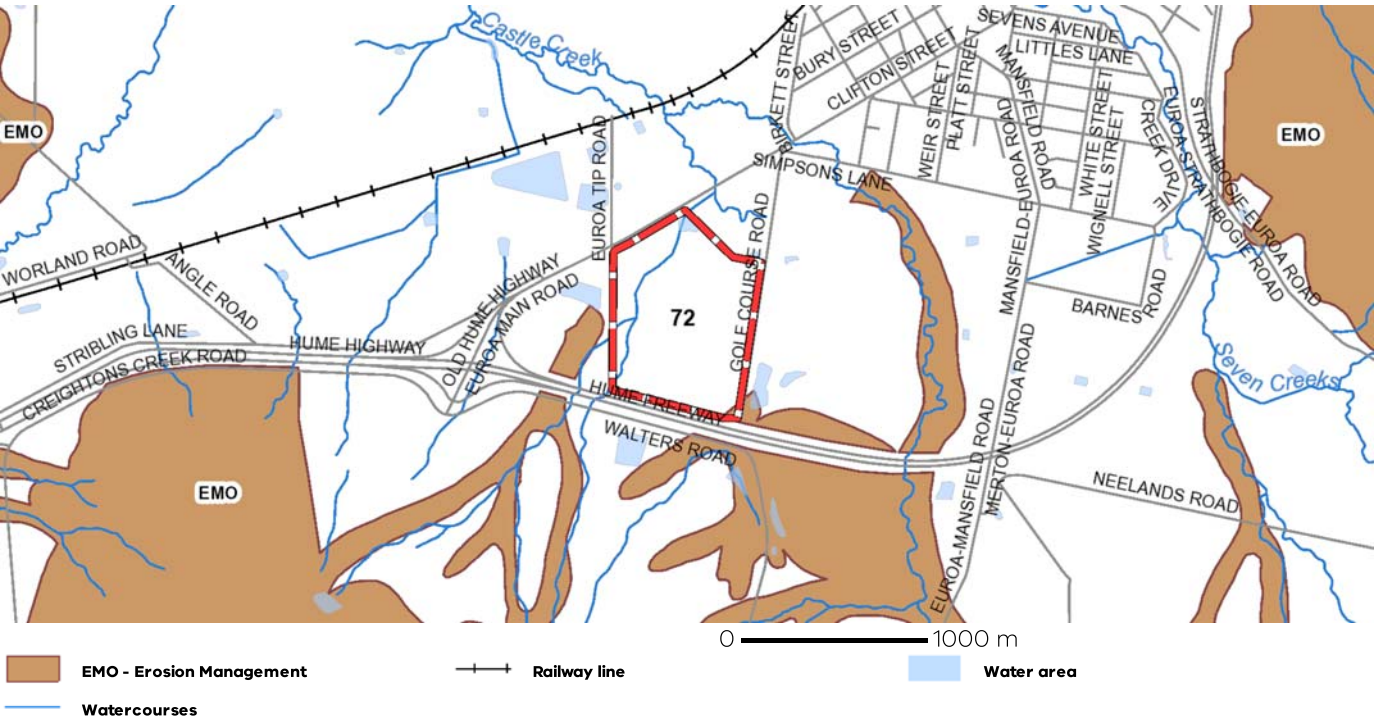 Castle Creek
SEVENS AVENUE
BURY STREET
LITTLES LANE
CLIFTON STREET
BIRKETT STREET
WEIR STREET
PLATT STREET
MANSFIELD ROAD
MANSFIELD-EUROA ROAD
WHITE STREET
WIGNELL STREET
CREEK DRIVE
EUROA-STRATHBOGIE ROAD
STRATHBOGIE-EUROA ROAD
EMO
EMO
EUROA TIP ROAD
SIMPSONS LANE
WORLAND ROAD
ANGLE ROAD
OLD HUME HIGHWAY
EUROA-MAIN ROAD
GOLF COURSE ROAD
MANSFIELD-EUROA ROAD
BARNES ROAD
72
STRIBLING LANE
HUME HIGHWAY
CREIGHTONS CREEK ROAD
HUME FREEWAY
WALTERS ROAD
Seven Creeks
MERTON-EUROA ROAD
EUROA-MANSFIELD ROAD
NEELANDS ROAD
EMO
0 1000 m
EMO - Erosion Management
Railway line
Water area
Watercourses